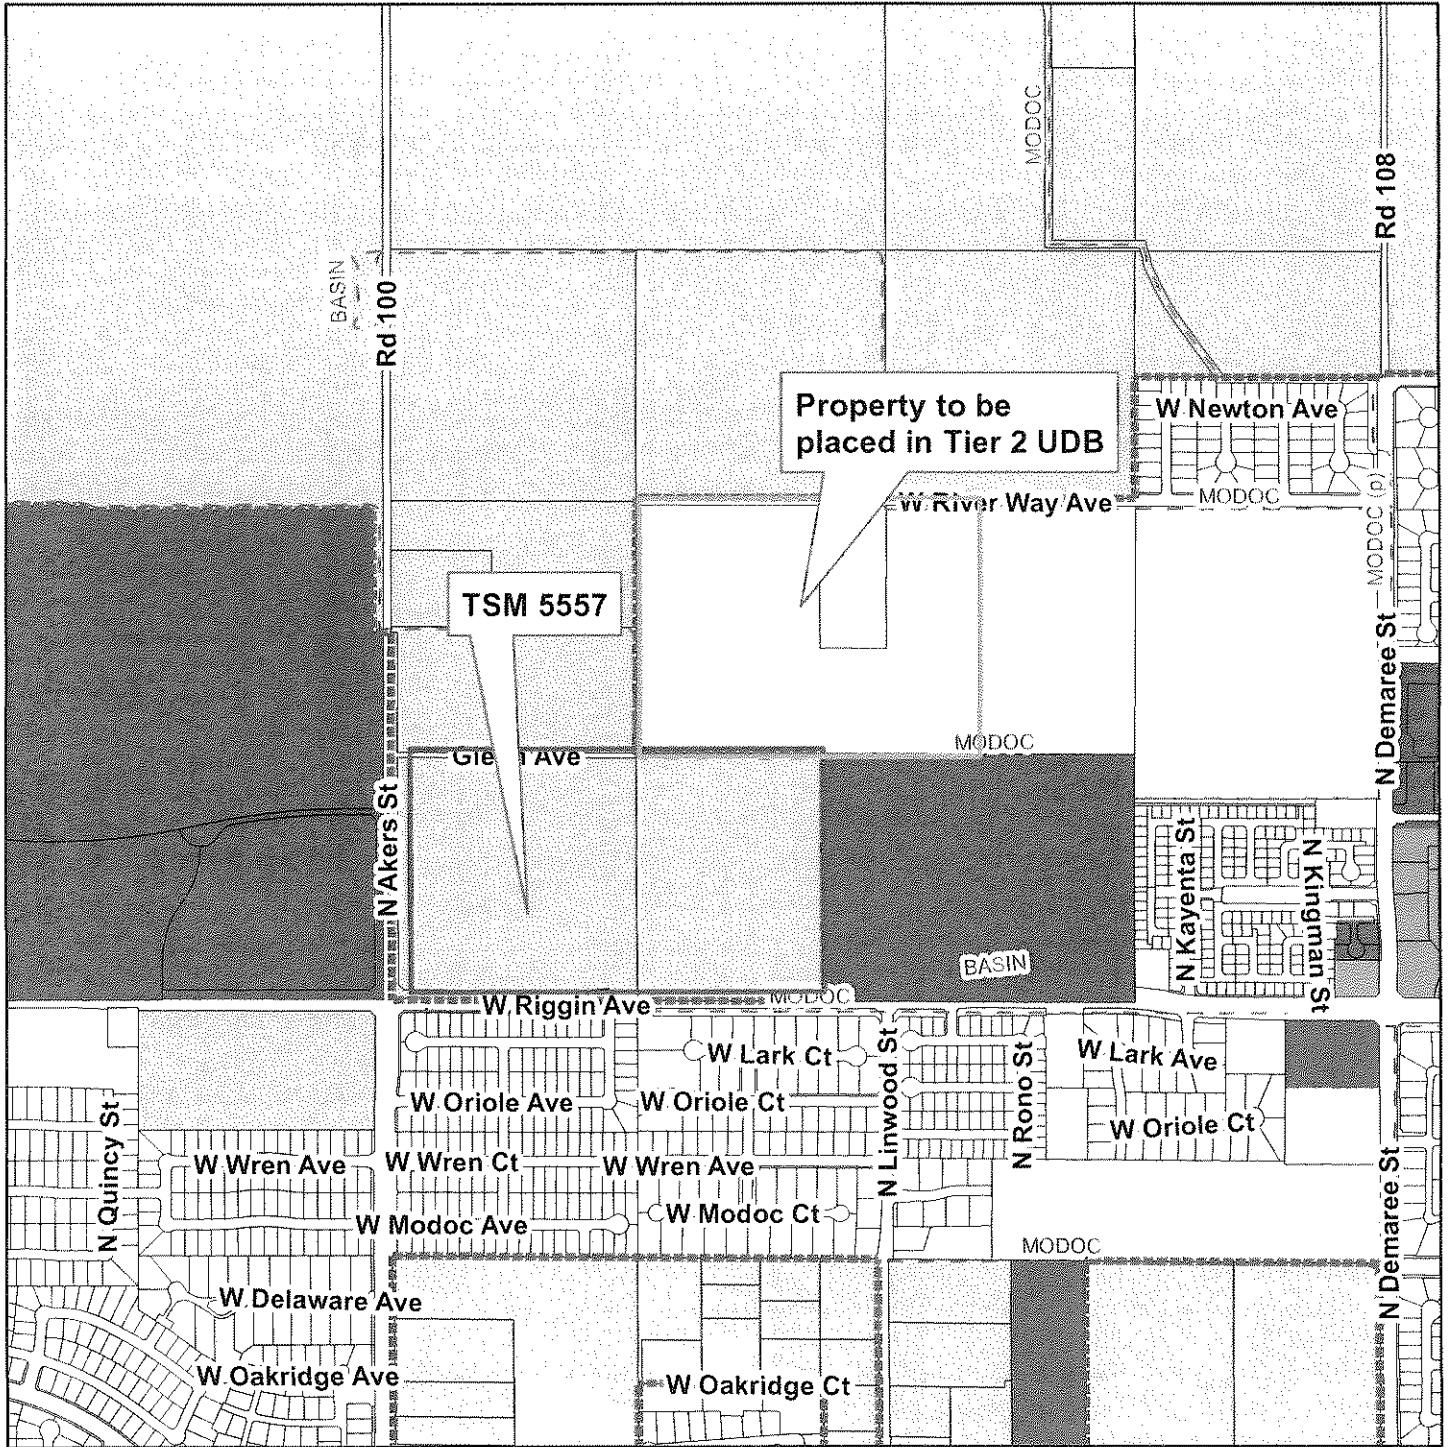 MODOC
Rd 108
BASIN
Rd 100
Property to be
placed in Tier 2 UDB
W Newton Ave
W River Way Ave
MODOC
MODOC (p)
TSM 5557
N Demaree St
MODOC
N Akers St
N Kayenta St
N Kingman St
BASIN
W Riggin Ave
MODOC
W Lark Ct
N Linwood St
N Rono St
W Lark Ave
W Oriole Ave
W Oriole Ct
W Oriole Ct
N Quincy St
W Wren Ave
W Wren Ct
W Wren Ave
W Modoc Ave
W Modoc Ct
N Demaree St
MODOC
W Delaware Ave
W Oakridge Ave
W Oakridge Ct